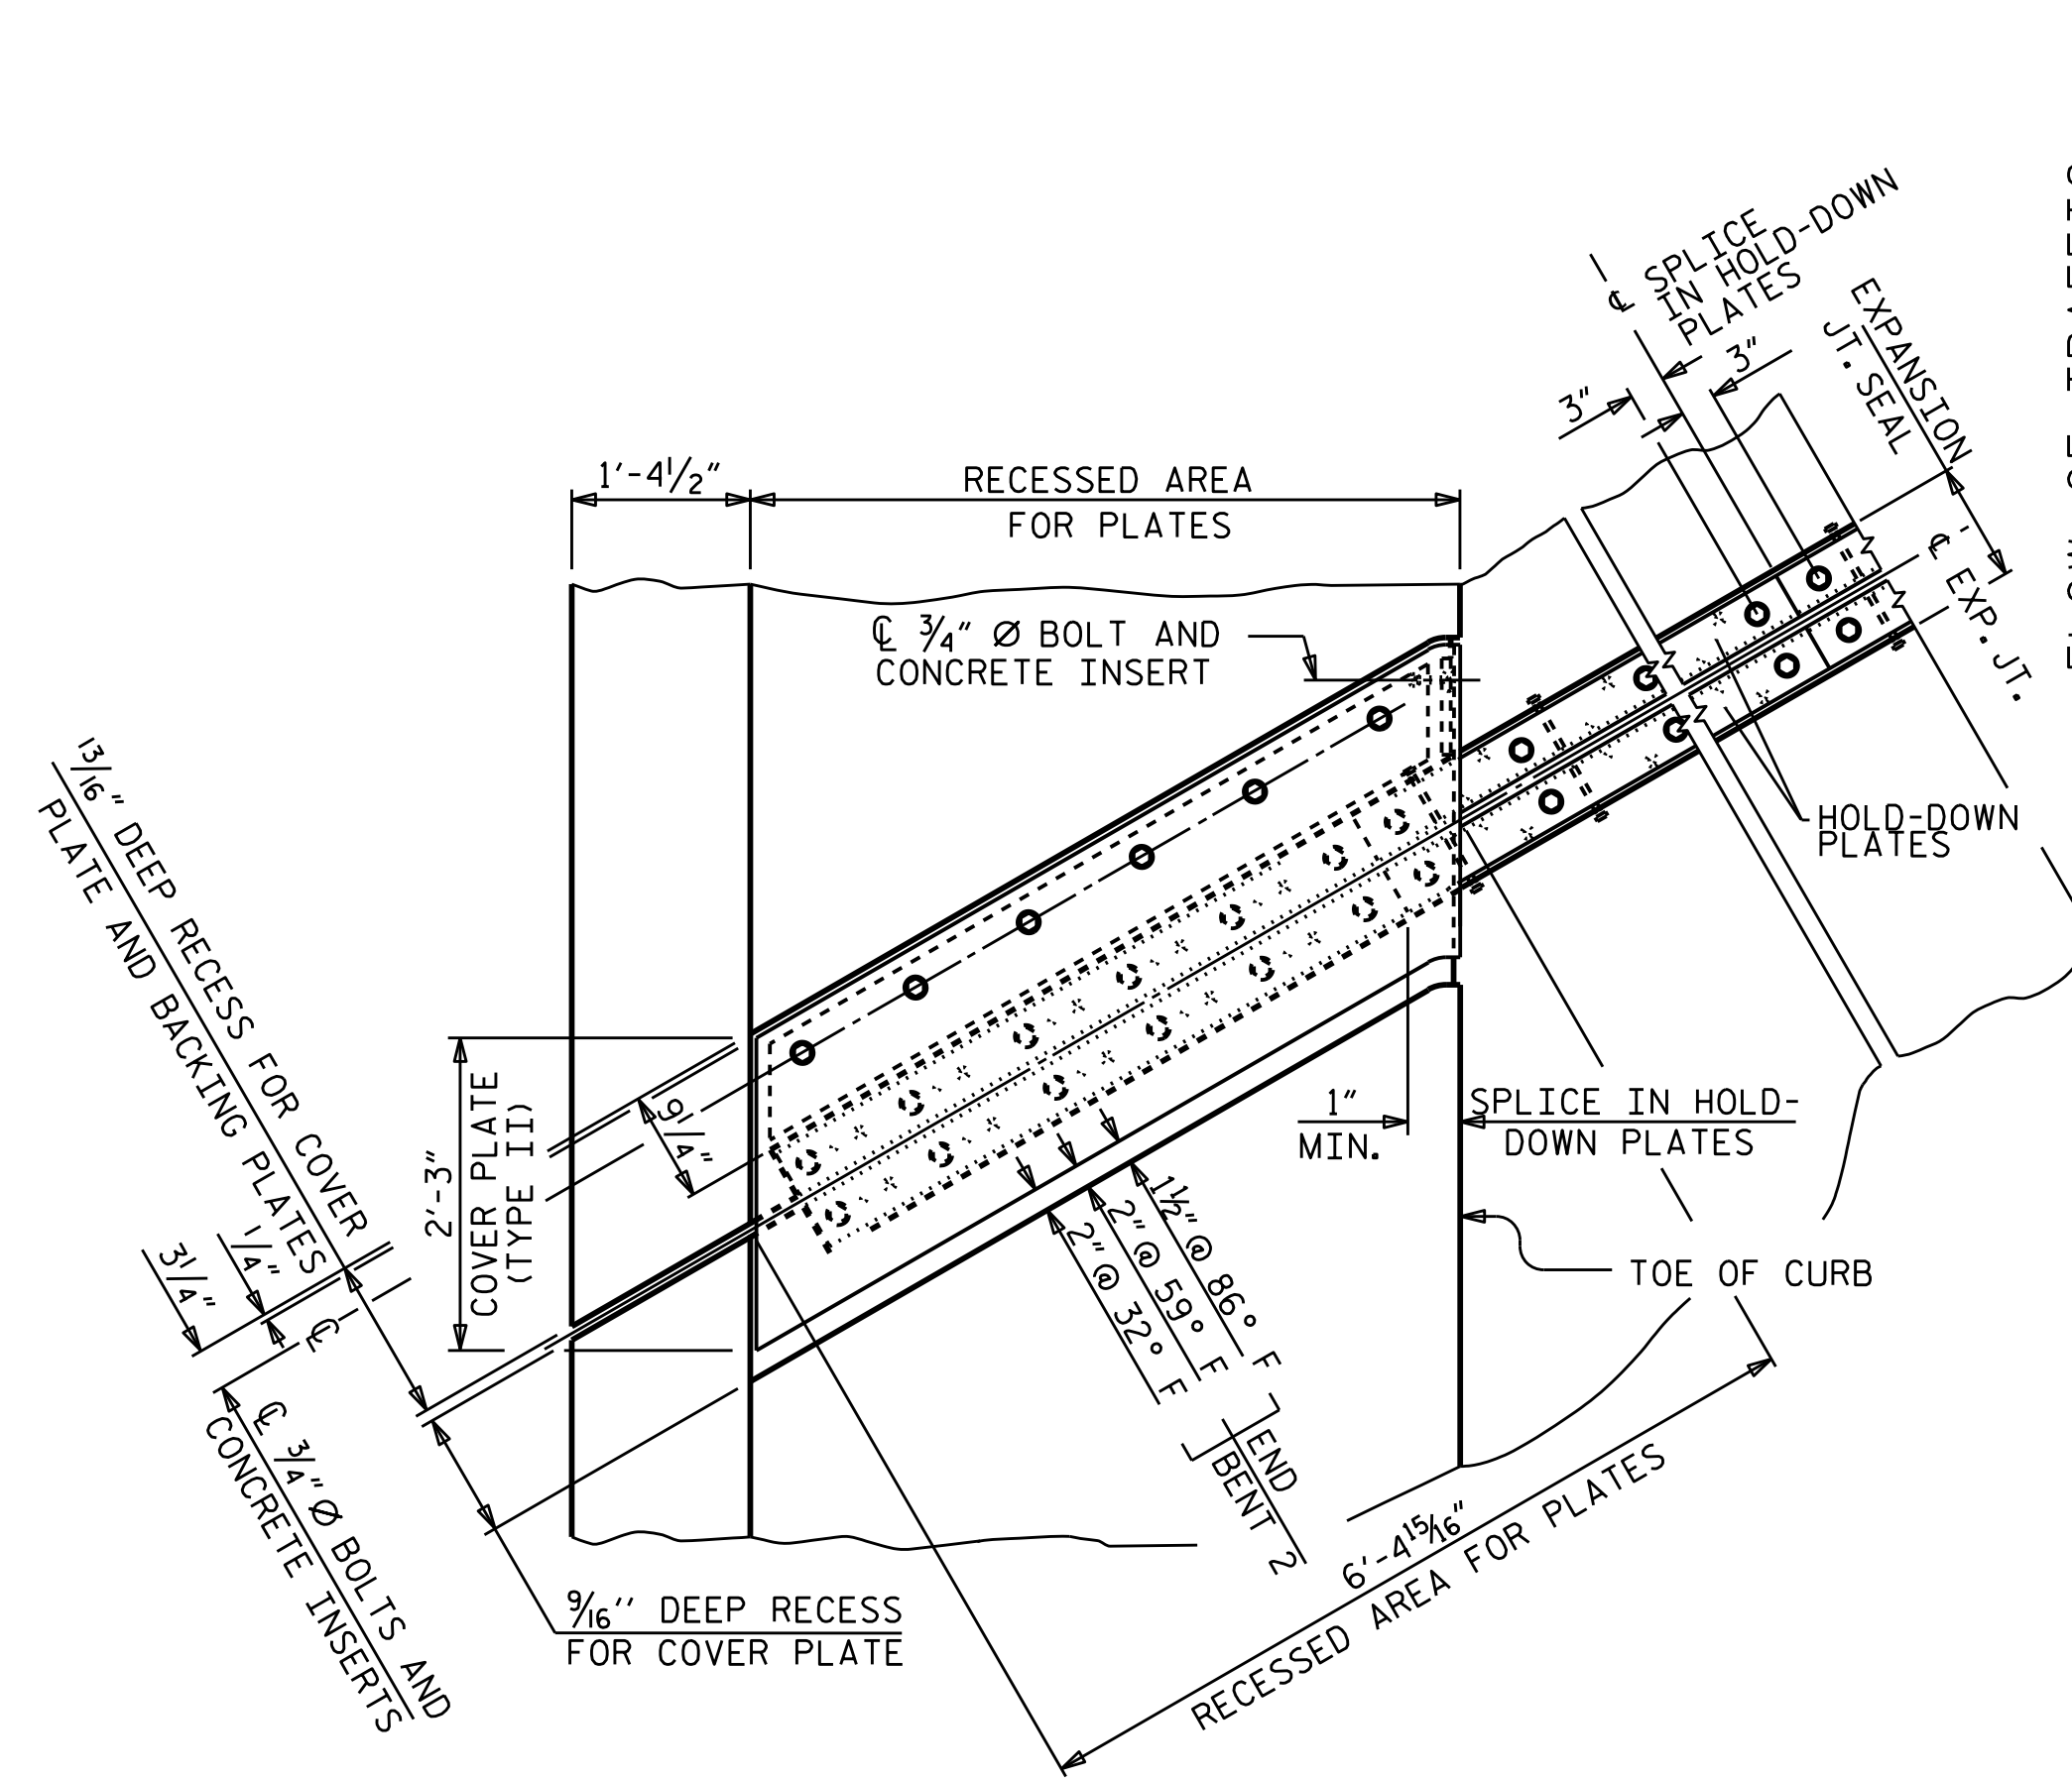 ℄ SPLICE
IN HOLD-DOWN
PLATES
3"
3"
EXPANSION
JT. SEAL
1'-4½"
RECESSED AREA
FOR PLATES
℄ EXP. JT.
℄ ¾" Ø BOLT AND
CONCRETE INSERT
HOLD-DOWN
PLATES
13/16" DEEP RECESS FOR COVER
PLATE AND BACKING PLATES
2'-3"
COVER PLATE
(TYPE II)
9¼"
1"
MIN.
SPLICE IN HOLD-
DOWN PLATES
TOE OF CURB
3¼"
¼"
℄
1½" @ 86° F
2" @ 59° F
2" @ 32° F
END
BENT 2
℄ ¾" Ø BOLTS AND
CONCRETE INSERTS
9/16" DEEP RECESS
FOR COVER PLATE
6'-4 15/16"
RECESSED AREA FOR PLATES